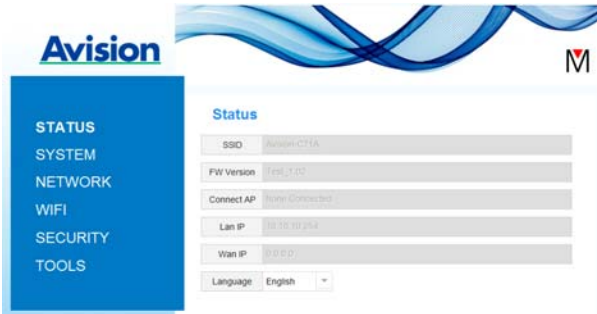 Avision
M
STATUS
SYSTEM
NETWORK
WIFI
SECURITY
TOOLS
Status
SSID Avision-C71A
FW Version Test_1.02
Connect AP None Connected
Lan IP 10.10.10.254
Wan IP 0.0.0.0
Language English